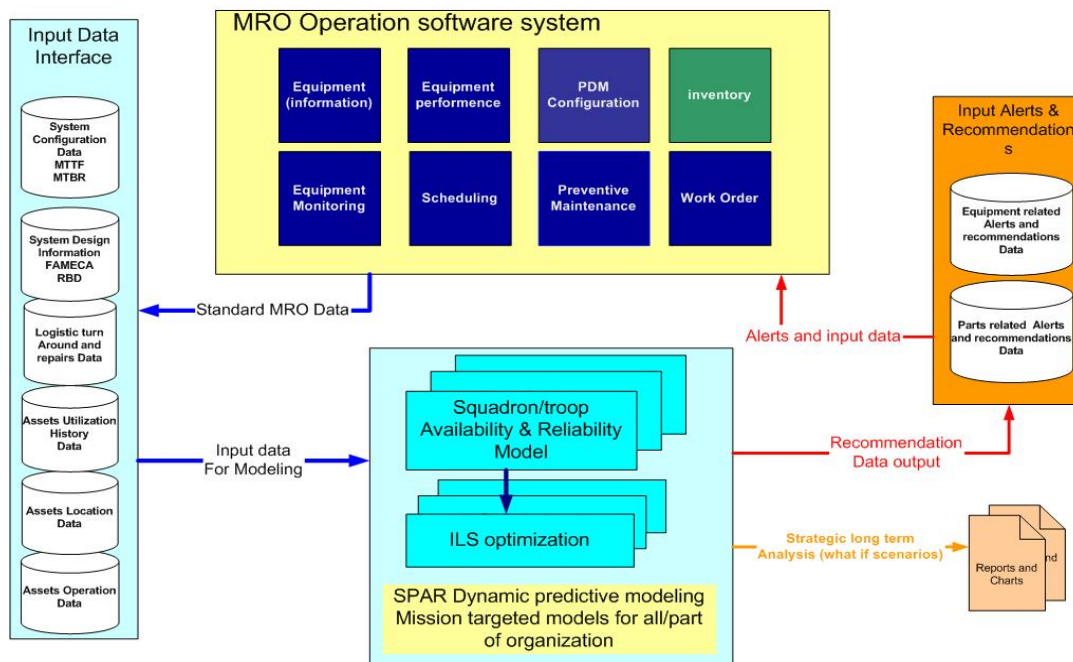 Input Data
Interface
System
Configuration
Data
MTTF
MTBR
System Design
Information
FAMECA
RBD
Logistic turn
Around and
repairs Data
Assets Utilization
History
Data
Assets Location
Data
Assets Operation
Data
MRO Operation software system
Equipment
(information)
Equipment
performence
PDM
Configuration
inventory
Equipment
Monitoring
Scheduling
Preventive
Maintenance
Work Order
Standard MRO Data
Input data
For Modeling
Squadron/troop
Availability & Reliability
Model
ILS optimization
SPAR Dynamic predictive modeling
Mission targeted models for all/part
of organization
Alerts and input data
Recommendation
Data output
Strategic long term
Analysis (what if scenarios)
Input Alerts &
Recommendation
s
Equipment related
Alerts and
recommendations
Data
Parts related Alerts
and recommendations
Data
Reports and
Charts